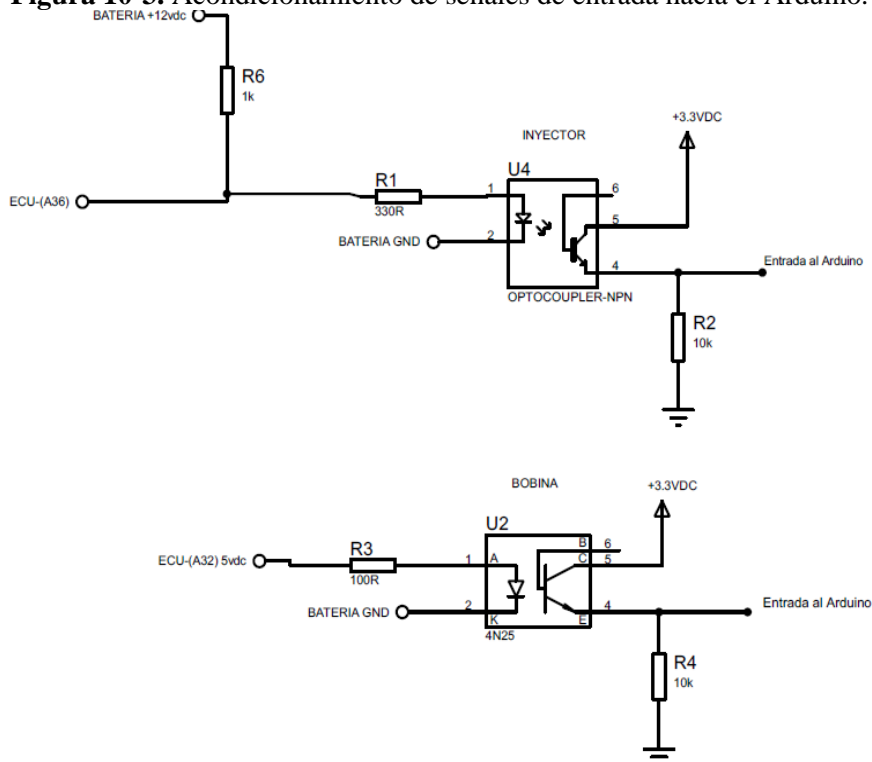 Figura 10-3. Acondicionamiento de señales de entrada hacia el Arduino.
BATERIA +12vdc
R6
1k
+3.3VDC
INYECTOR
U4
ECU-(A36)
R1
330R
1
6
5
BATERIA GND
2
4
Entrada al Arduino
OPTOCOUPLER-NPN
R2
10k
BOBINA
+3.3VDC
U2
ECU-(A32) 5vdc
R3
100R
1
A
B
6
C
5
BATERIA GND
2
K
E
4
Entrada al Arduino
4N25
R4
10k